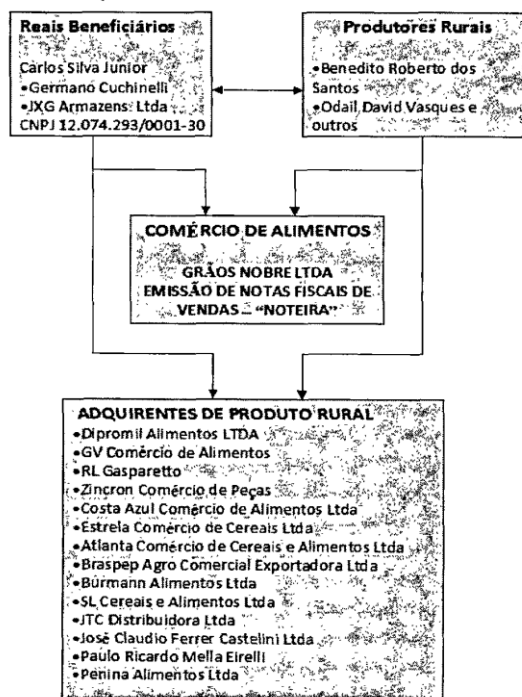 Reais Beneficiários
Carlos Silva Junior
•Germano Cuchinelli
•JXG Armazens Ltda
CNPJ 12.074.293/0001-30
Produtores Rurais
•Benedito Roberto dos
Santos
•Odail David Vasques e
outros
COMÉRCIO DE ALIMENTOS
GRÃOS NOBRE LTDA
EMISSÃO DE NOTAS FISCAIS DE
VENDAS – “NOTEIRA”
ADQUIRENTES DE PRODUTO RURAL
•Dipromil Alimentos LTDA
•GV Comércio de Alimentos
•RL Gasparetto
•Zincron Comércio de Peças
•Costa Azul Comércio de Alimentos Ltda
•Estrela Comércio de Cereais Ltda
•Atlanta Comércio de Cereais e Alimentos Ltda
•Braspep Agro Comercial Exportadora Ltda
•Burmann Alimentos Ltda
•SL Cereais e Alimentos Ltda
•JTC Distribuidora Ltda
•José Claudio Ferrer Castelini Ltda
•Paulo Ricardo Mella Eirelli
•Penina Alimentos Ltda